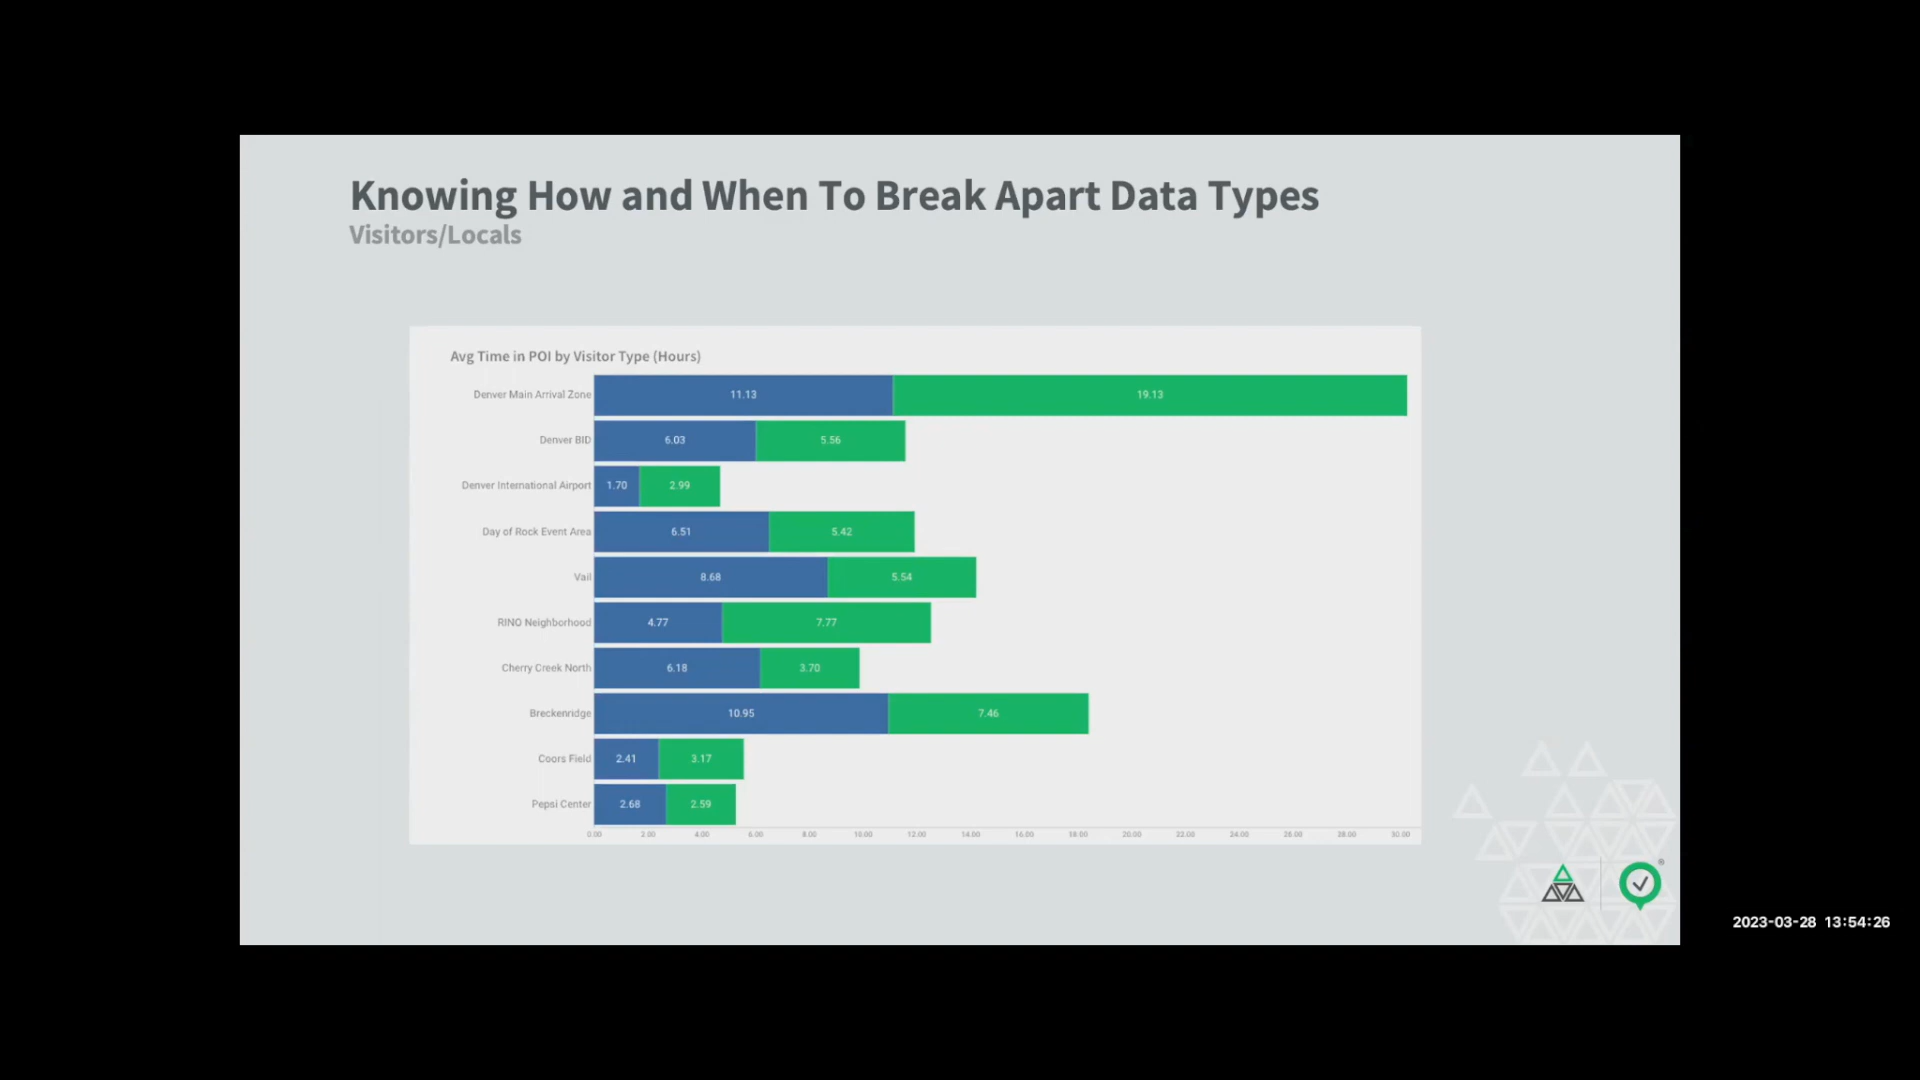 Knowing How and When To Break Apart Data Types
Visitors/Locals
Avg Time in POI by Visitor Type (Hours)
Denver Main Arrival Zone 11.13 19.13
Denver BID 6.03 5.56
Denver International Airport 1.70 2.99
Day of Rock Event Area 6.51 5.42
Vail 8.68 5.54
RINO Neighborhood 4.77 7.77
Cherry Creek North 6.18 3.70
Breckenridge 10.95 7.46
Coors Field 2.41 3.17
Pepsi Center 2.68 2.59
0.00 2.00 4.00 6.00 8.00 10.00 12.00 14.00 16.00 18.00 20.00 22.00 24.00 26.00 28.00 30.00
®
2023-03-28 13:54:26